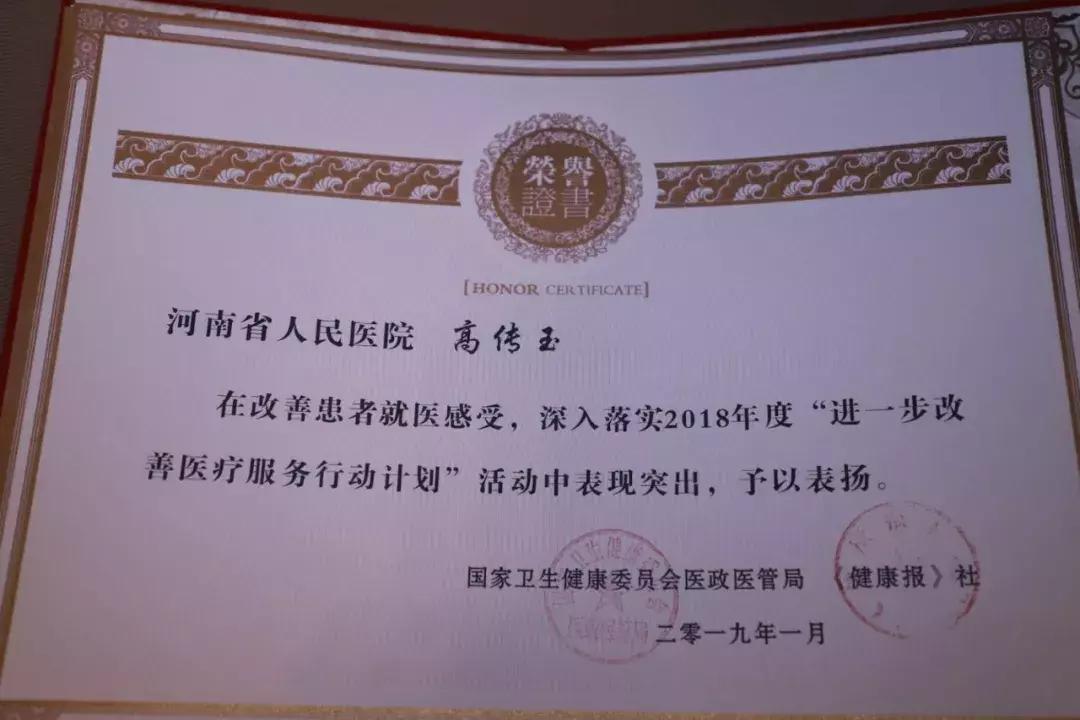 榮譽
證書
[HONOR CERTIFICATE]
河南省人民医院 高传玉
在改善患者就医感受，深入落实2018年度“进一步改
善医疗服务行动计划”活动中表现突出，予以表扬。
国家卫生健康委员会医政医管局 《健康报》社
二零一九年一月